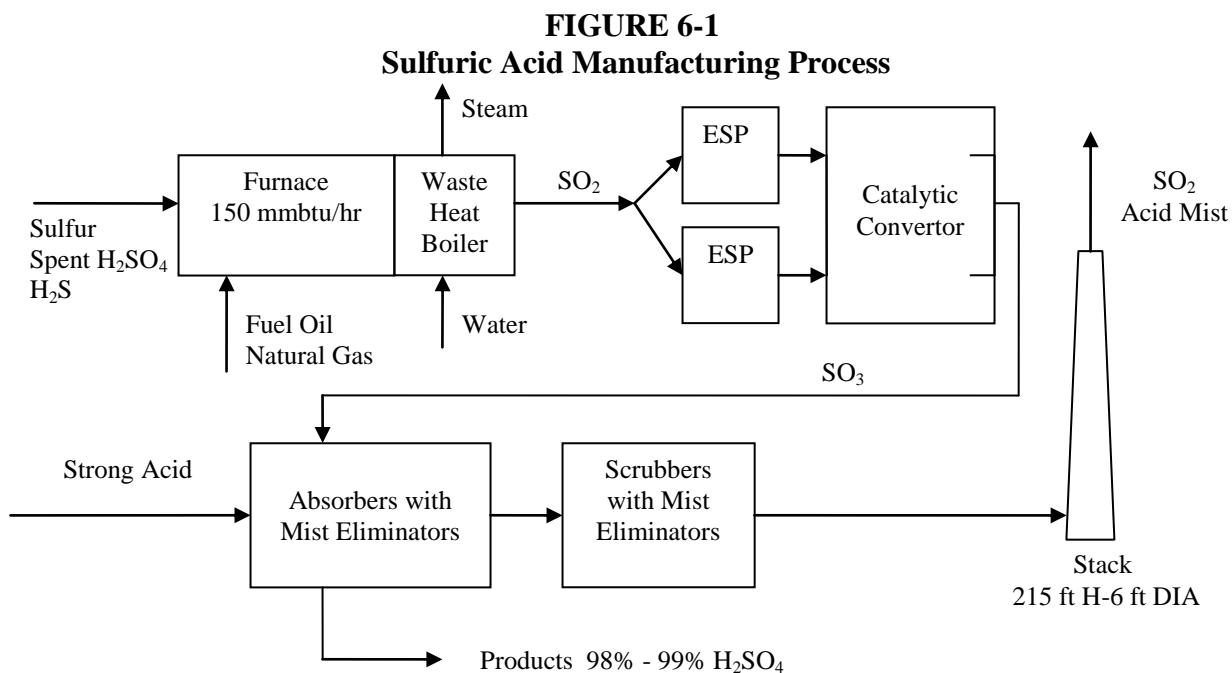 FIGURE 6-1
Sulfuric Acid Manufacturing Process
Steam
Furnace
150 mmbtu/hr
Waste
Heat
Boiler
Sulfur
Spent H₂SO₄
H₂S
Fuel Oil
Natural Gas
Water
SO₂
ESP
ESP
Catalytic
Convertor
SO₂
Acid Mist
SO₃
Strong Acid
Absorbers with
Mist Eliminators
Scrubbers
with Mist
Eliminators
Stack
215 ft H-6 ft DIA
Products 98% - 99% H₂SO₄